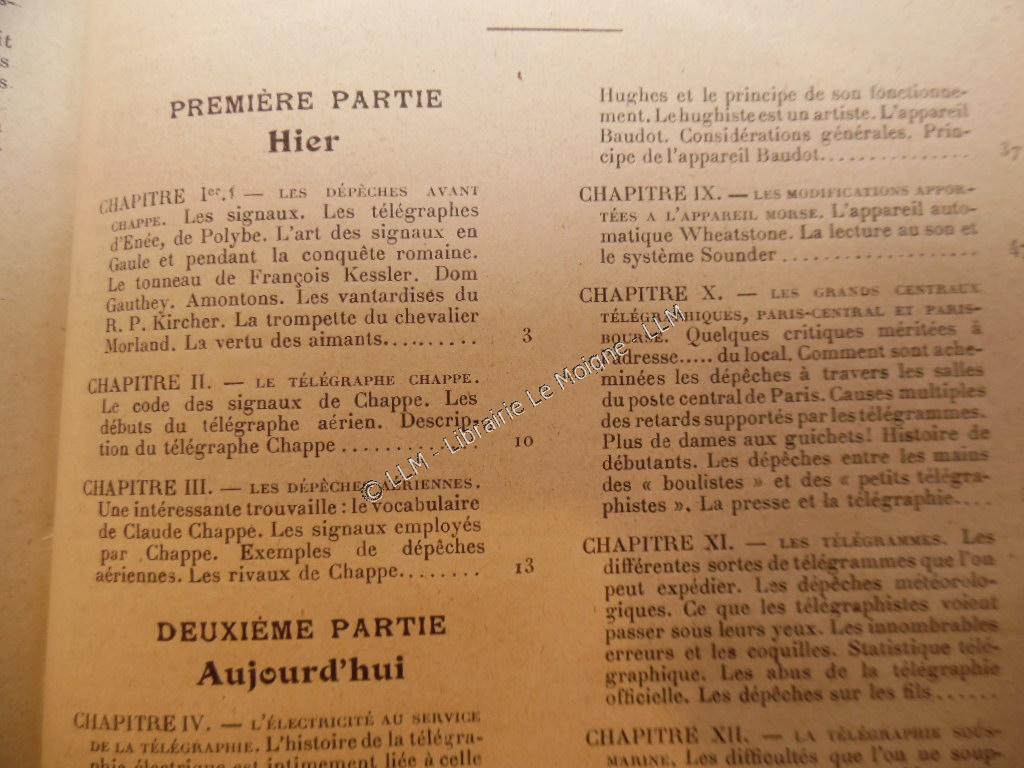 PREMIÈRE PARTIE
Hier
CHAPITRE Ier. — LES DÉPÊCHES AVANT
CHAPPE. Les signaux. Les télégraphes
d'Enée, de Polybe. L'art des signaux en
Gaule et pendant la conquête romaine.
Le tonneau de François Kessler. Dom
Gauthey. Amontons. Les vantardises du
R. P. Kircher. La trompette du chevalier
Morland. La vertu des aimants.......... 3
CHAPITRE II. — LE TÉLÉGRAPHE CHAPPE.
Le code des signaux de Chappe. Les
débuts du télégraphe aérien. Descrip-
tion du télégraphe Chappe .......... 10
CHAPITRE III. — LES DÉPÊCHES AÉRIENNES.
Une intéressante trouvaille : le vocabulaire
de Claude Chappe. Les signaux employés
par Chappe. Exemples de dépêches
aériennes. Les rivaux de Chappe........ 13
DEUXIÉME PARTIE
Aujourd'hui
CHAPITRE IV. — L'ÉLECTRICITÉ AU SERVICE
DE LA TÉLÉGRAPHIE. L'histoire de la télégra-
phie électrique est intimement liée à celle
Hughes et le principe de son fonctionne-
ment. Le hughiste est un artiste. L'appareil
Baudot. Considérations générales. Prin-
cipe de l'appareil Baudot............... 37
CHAPITRE IX. — LES MODIFICATIONS APPOR-
TÉES A L'APPAREIL MORSE. L'appareil auto-
matique Wheatstone. La lecture au son et
le système Sounder ...................
CHAPITRE X. — LES GRANDS CENTRAUX
TÉLÉGRAPHIQUES, PARIS-CENTRAL ET PARIS-
BOURSE. Quelques critiques méritées à
l'adresse..... du local. Comment sont ache-
minées les dépêches à travers les salles
du poste central de Paris. Causes multiples
des retards supportés par les télégrammes.
Plus de dames aux guichets! Histoire de
débutants. Les dépêches entre les mains
des « boulistes » et des « petits télégra-
phistes ». La presse et la télégraphie....
CHAPITRE XI. — LES TÉLÉGRAMMES. Les
différentes sortes de télégrammes que l'on
peut expédier. Les dépêches météorolo-
giques. Ce que les télégraphistes voient
passer sous leurs yeux. Les innombrables
erreurs et les coquilles. Statistique télé-
graphique. Les abus de la télégraphie
officielle. Les dépêches sur les fils......
CHAPITRE XII. — LA TÉLÉGRAPHIE SOUS-
MARINE. Les difficultés que l'on ne soup-
© LLM - Librairie Le Moigne - LLM